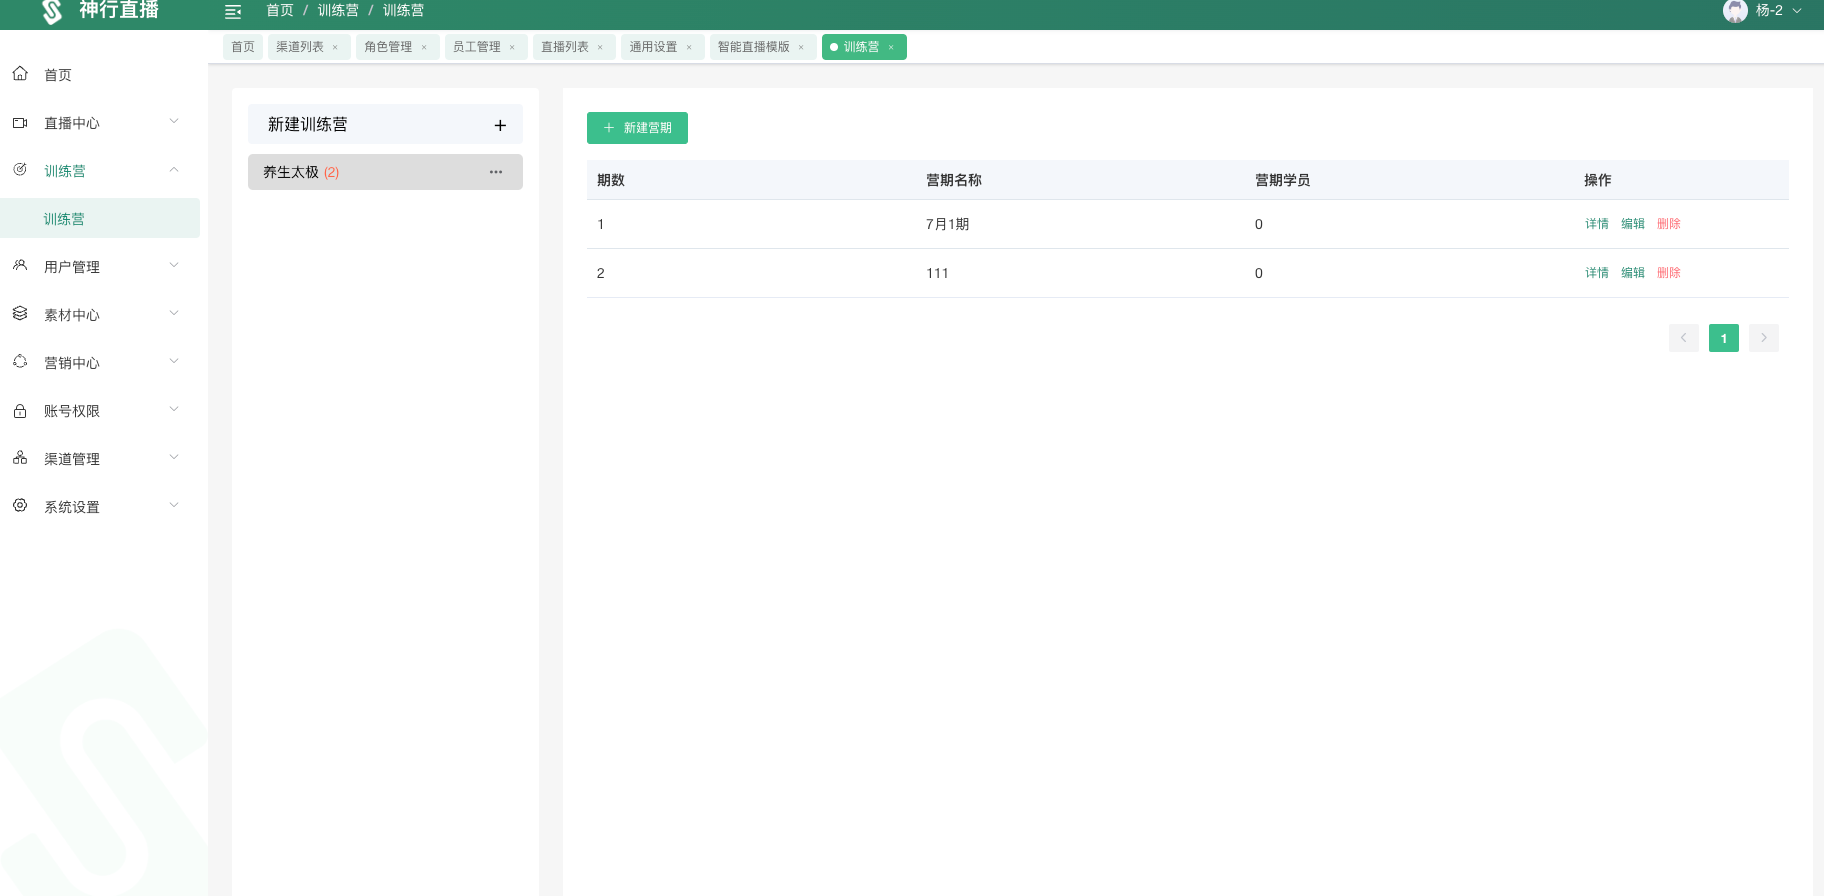 神行直播
首页 / 训练营 / 训练营
杨-2
首页
渠道列表 ×
角色管理 ×
员工管理 ×
直播列表 ×
通用设置 ×
智能直播模版 ×
训练营 ×
首页
直播中心
训练营
训练营
用户管理
素材中心
营销中心
账号权限
渠道管理
系统设置
新建训练营 +
养生太极 (2) ···
+ 新建营期
期数 营期名称 营期学员 操作
1 7月1期 0 详情 编辑 删除
2 111 0 详情 编辑 删除
< 1 >